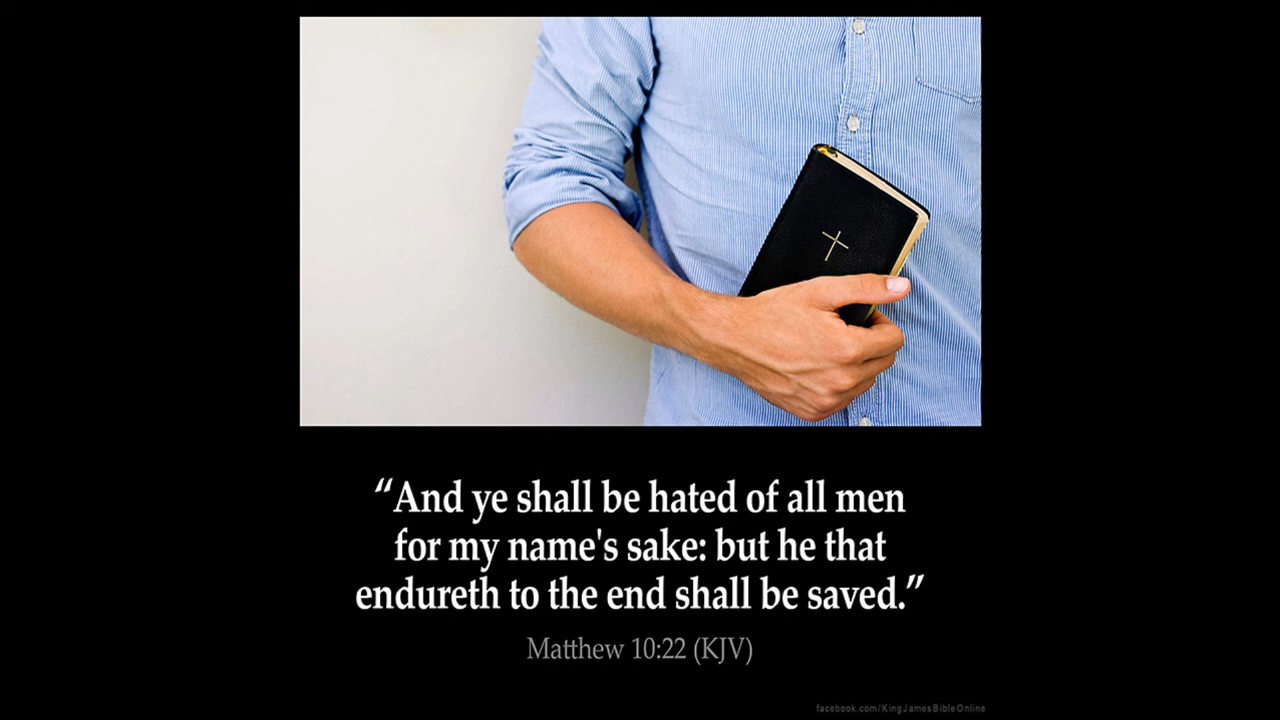 “And ye shall be hated of all men
for my name's sake: but he that
endureth to the end shall be saved.”
Matthew 10:22 (KJV)
facebook.com/KingJamesBibleOnline